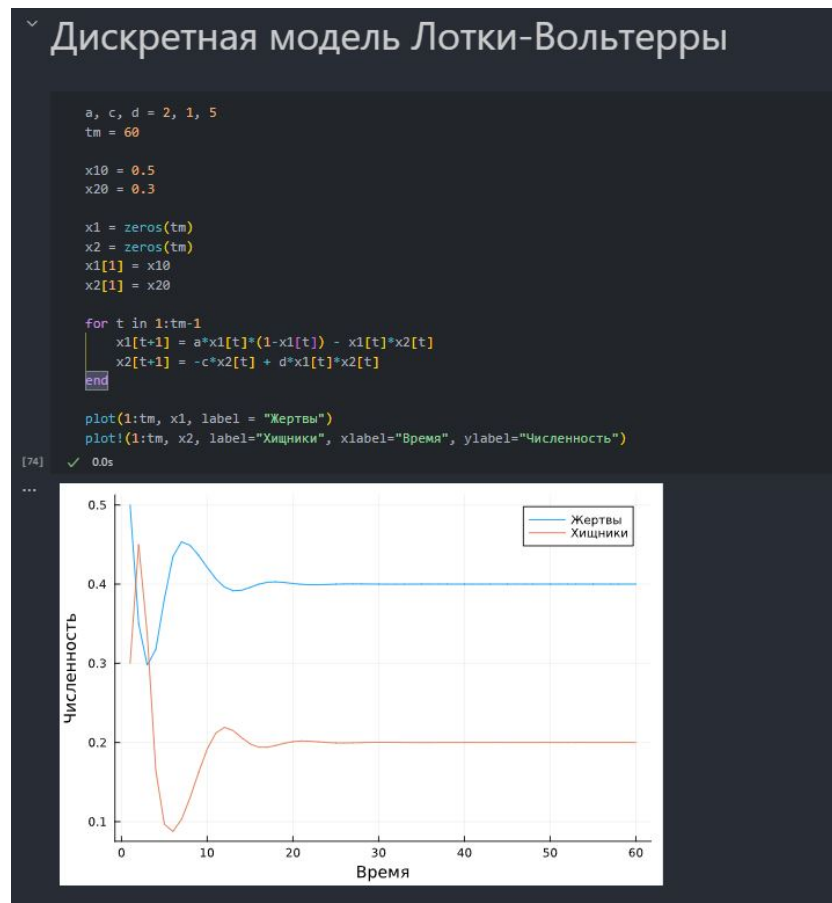 Дискретная модель Лотки-Вольтерры
a, c, d = 2, 1, 5
tm = 60
x10 = 0.5
x20 = 0.3
x1 = zeros(tm)
x2 = zeros(tm)
x1[1] = x10
x2[1] = x20
for t in 1:tm-1
x1[t+1] = a*x1[t]*(1-x1[t]) - x1[t]*x2[t]
x2[t+1] = -c*x2[t] + d*x1[t]*x2[t]
end
plot(1:tm, x1, label = "Жертвы")
plot!(1:tm, x2, label="Хищники", xlabel="Время", ylabel="Численность")
[74] ✓ 0.0s
...
Жертвы
Хищники
Численность
0.5
0.4
0.3
0.2
0.1
0 10 20 30 40 50 60
Время